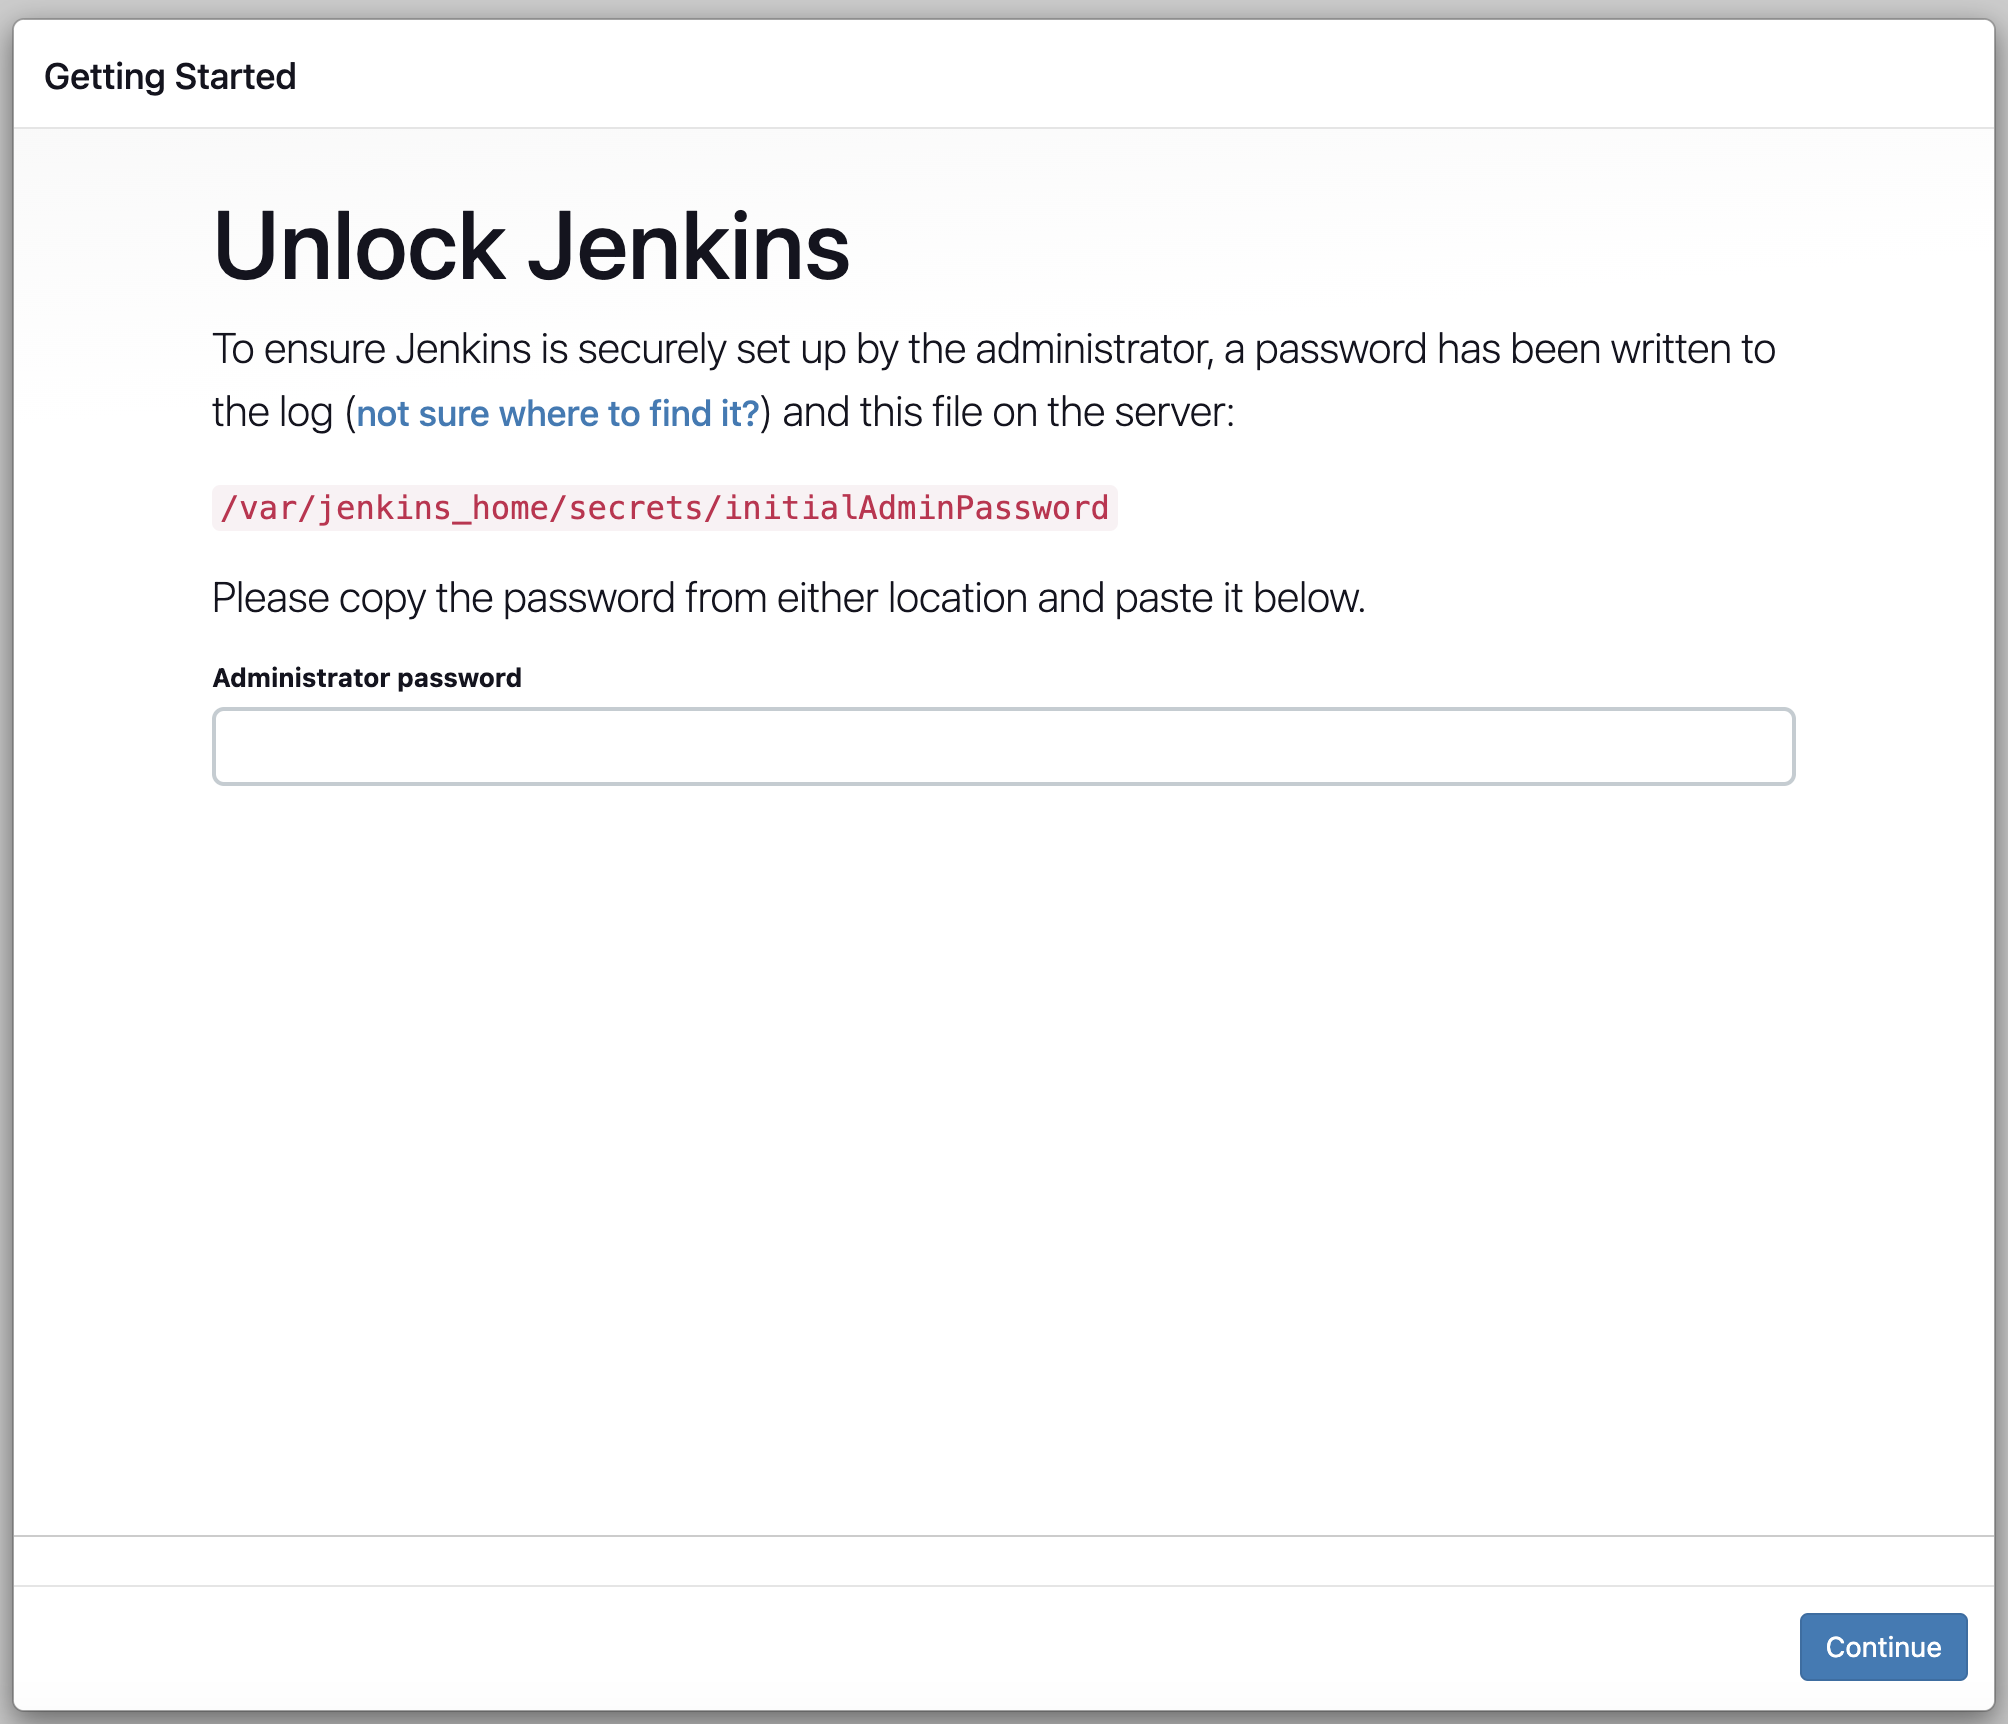 Getting Started
Unlock Jenkins
To ensure Jenkins is securely set up by the administrator, a password has been written to
the log (not sure where to find it?) and this file on the server:
/var/jenkins_home/secrets/initialAdminPassword
Please copy the password from either location and paste it below.
Administrator password
Continue